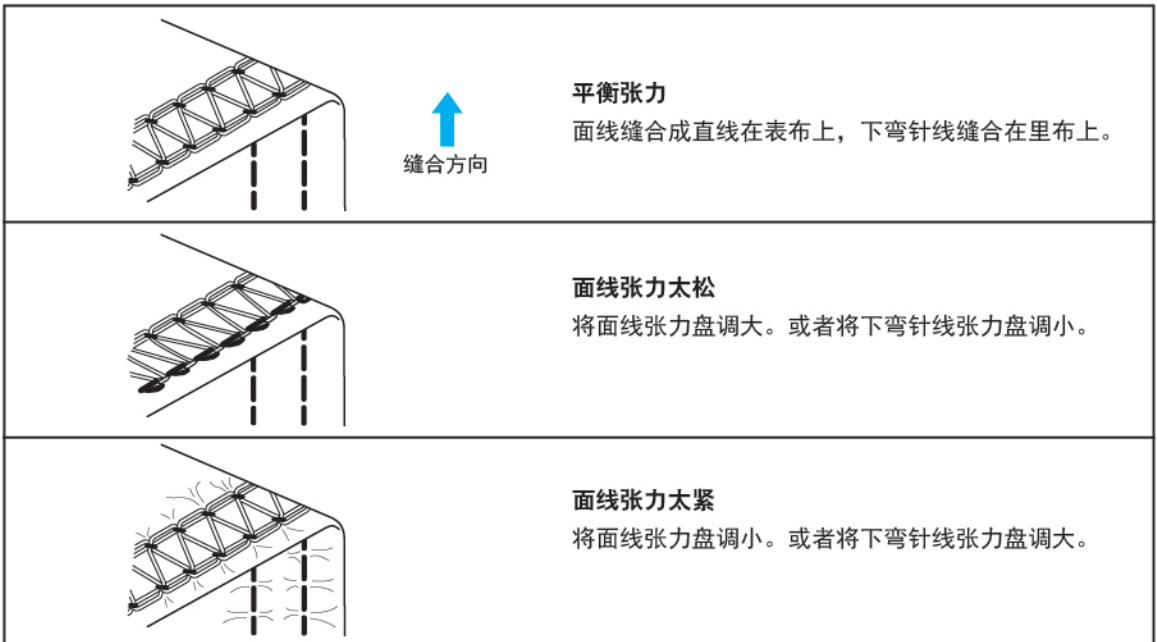 平衡张力
面线缝合成直线在表布上，下弯针线缝合在里布上。
缝合方向
面线张力太松
将面线张力盘调大。或者将下弯针线张力盘调小。
面线张力太紧
将面线张力盘调小。或者将下弯针线张力盘调大。